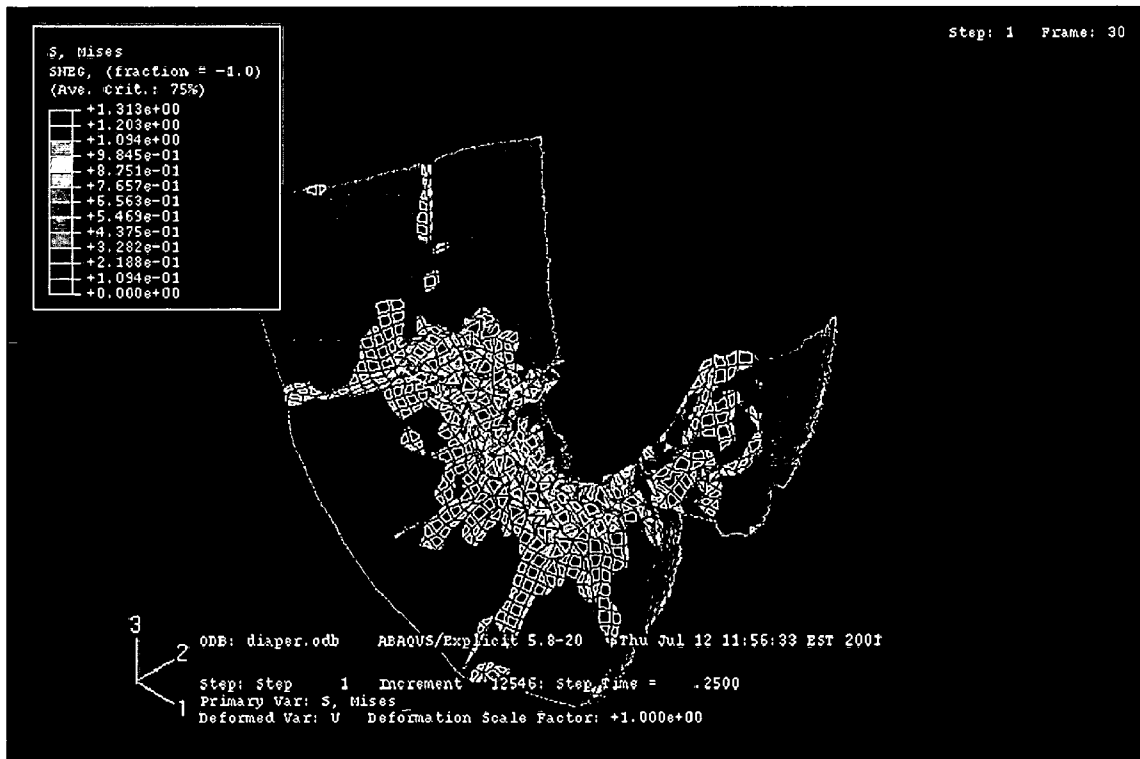 Step: 1 Frame: 30
S, Mises
SNEG, (fraction = -1.0)
(Ave. Crit.: 75%)
+1.313e+00
+1.203e+00
+1.094e+00
+9.845e-01
+8.751e-01
+7.657e-01
+6.563e-01
+5.469e-01
+4.375e-01
+3.282e-01
+2.188e-01
+1.094e-01
+0.000e+00
3
2
1
ODB: diaper.odb ABAQUS/Explicit 5.8-20 Thu Jul 12 11:56:33 EST 2001
Step: Step 1 Increment 12546: Step Time = .2500
Primary Var: S, Mises
Deformed Var: U Deformation Scale Factor: +1.000e+00